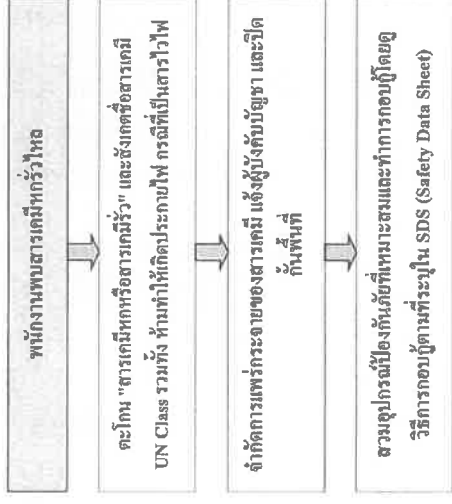 พนักงานพบสารเคมีหกรั่วไหล
ตะโกน "สารเคมีหกหรือสารเคมีรั่ว" และสังเกตชื่อสารเคมี
UN Class รวมทั้ง ห้ามทำให้เกิดประกายไฟ กรณีที่เป็นสารไวไฟ
จำกัดการแพร่กระจายของสารเคมี แจ้งผู้บังคับบัญชา และปิด
กั้นพื้นที่
สวมอุปกรณ์ป้องกันภัยที่เหมาะสมและทำการกอบกู้โดยดู
วิธีการกอบกู้ตามที่ระบุใน SDS (Safety Data Sheet)